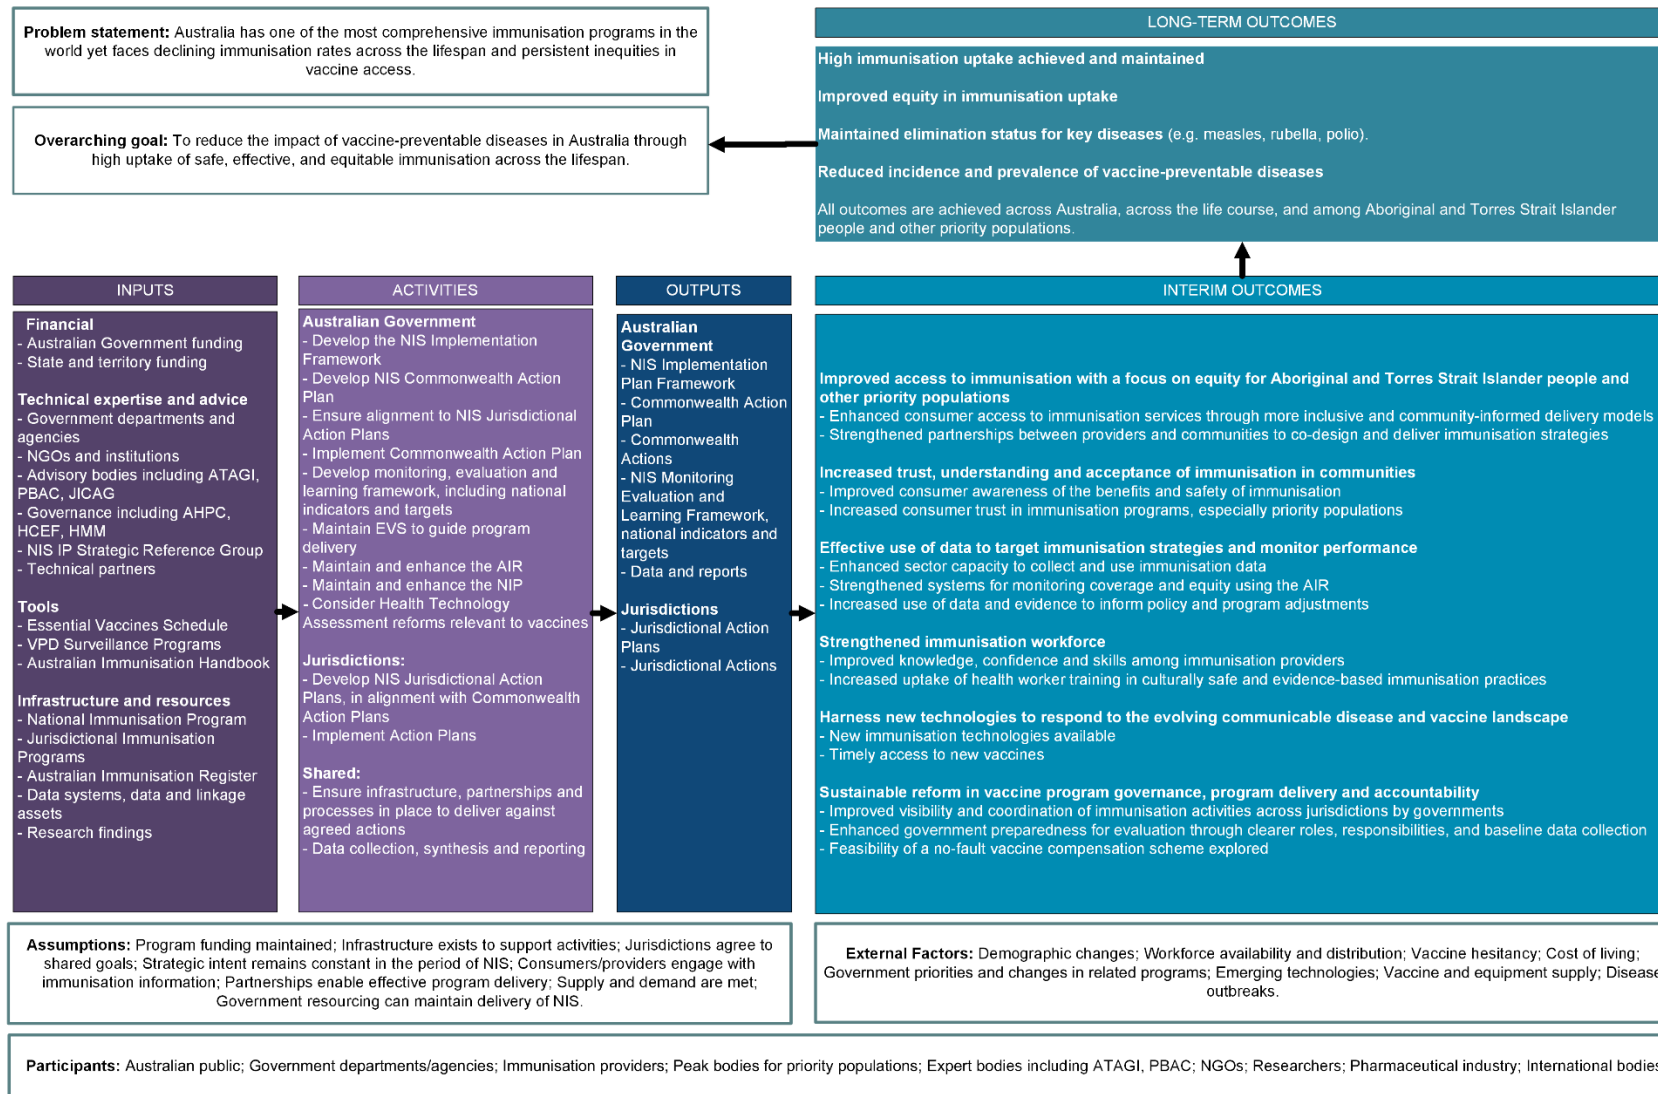 Problem statement: Australia has one of the most comprehensive immunisation programs in the
world yet faces declining immunisation rates across the lifespan and persistent inequities in
vaccine access.
Overarching goal: To reduce the impact of vaccine-preventable diseases in Australia through
high uptake of safe, effective, and equitable immunisation across the lifespan.
LONG-TERM OUTCOMES
High immunisation uptake achieved and maintained
Improved equity in immunisation uptake
Maintained elimination status for key diseases (e.g. measles, rubella, polio).
Reduced incidence and prevalence of vaccine-preventable diseases
All outcomes are achieved across Australia, across the life course, and among Aboriginal and Torres Strait Islander
people and other priority populations.
INPUTS
Financial
- Australian Government funding
- State and territory funding
Technical expertise and advice
- Government departments and
agencies
- NGOs and institutions
- Advisory bodies including ATAGI,
PBAC, JICAG
- Governance including AHPC,
HCEF, HMM
- NIS IP Strategic Reference Group
- Technical partners
Tools
- Essential Vaccines Schedule
- VPD Surveillance Programs
- Australian Immunisation Handbook
Infrastructure and resources
- National Immunisation Program
- Jurisdictional Immunisation
Programs
- Australian Immunisation Register
- Data systems, data and linkage
assets
- Research findings
ACTIVITIES
Australian Government
- Develop the NIS Implementation
Framework
- Develop NIS Commonwealth Action
Plan
- Ensure alignment to NIS Jurisdictional
Action Plans
- Implement Commonwealth Action Plan
- Develop monitoring, evaluation and
learning framework, including national
indicators and targets
- Maintain EVS to guide program
delivery
- Maintain and enhance the AIR
- Maintain and enhance the NIP
- Consider Health Technology
Assessment reforms relevant to vaccines
Jurisdictions:
- Develop NIS Jurisdictional Action
Plans, in alignment with Commonwealth
Action Plans
- Implement Action Plans
Shared:
- Ensure infrastructure, partnerships and
processes in place to deliver against
agreed actions
- Data collection, synthesis and reporting
OUTPUTS
Australian
Government
- NIS Implementation
Plan Framework
- Commonwealth Action
Plan
- Commonwealth
Actions
- NIS Monitoring
Evaluation and
Learning Framework,
national indicators and
targets
- Data and reports
Jurisdictions
- Jurisdictional Action
Plans
- Jurisdictional Actions
INTERIM OUTCOMES
Improved access to immunisation with a focus on equity for Aboriginal and Torres Strait Islander people and
other priority populations
- Enhanced consumer access to immunisation services through more inclusive and community-informed delivery models
- Strengthened partnerships between providers and communities to co-design and deliver immunisation strategies
Increased trust, understanding and acceptance of immunisation in communities
- Improved consumer awareness of the benefits and safety of immunisation
- Increased consumer trust in immunisation programs, especially priority populations
Effective use of data to target immunisation strategies and monitor performance
- Enhanced sector capacity to collect and use immunisation data
- Strengthened systems for monitoring coverage and equity using the AIR
- Increased use of data and evidence to inform policy and program adjustments
Strengthened immunisation workforce
- Improved knowledge, confidence and skills among immunisation providers
- Increased uptake of health worker training in culturally safe and evidence-based immunisation practices
Harness new technologies to respond to the evolving communicable disease and vaccine landscape
- New immunisation technologies available
- Timely access to new vaccines
Sustainable reform in vaccine program governance, program delivery and accountability
- Improved visibility and coordination of immunisation activities across jurisdictions by governments
- Enhanced government preparedness for evaluation through clearer roles, responsibilities, and baseline data collection
- Feasibility of a no-fault vaccine compensation scheme explored
Assumptions: Program funding maintained; Infrastructure exists to support activities; Jurisdictions agree to
shared goals; Strategic intent remains constant in the period of NIS; Consumers/providers engage with
immunisation information; Partnerships enable effective program delivery; Supply and demand are met;
Government resourcing can maintain delivery of NIS.
External Factors: Demographic changes; Workforce availability and distribution; Vaccine hesitancy; Cost of living;
Government priorities and changes in related programs; Emerging technologies; Vaccine and equipment supply; Disease
outbreaks.
Participants: Australian public; Government departments/agencies; Immunisation providers; Peak bodies for priority populations; Expert bodies including ATAGI, PBAC; NGOs; Researchers; Pharmaceutical industry; International bodies